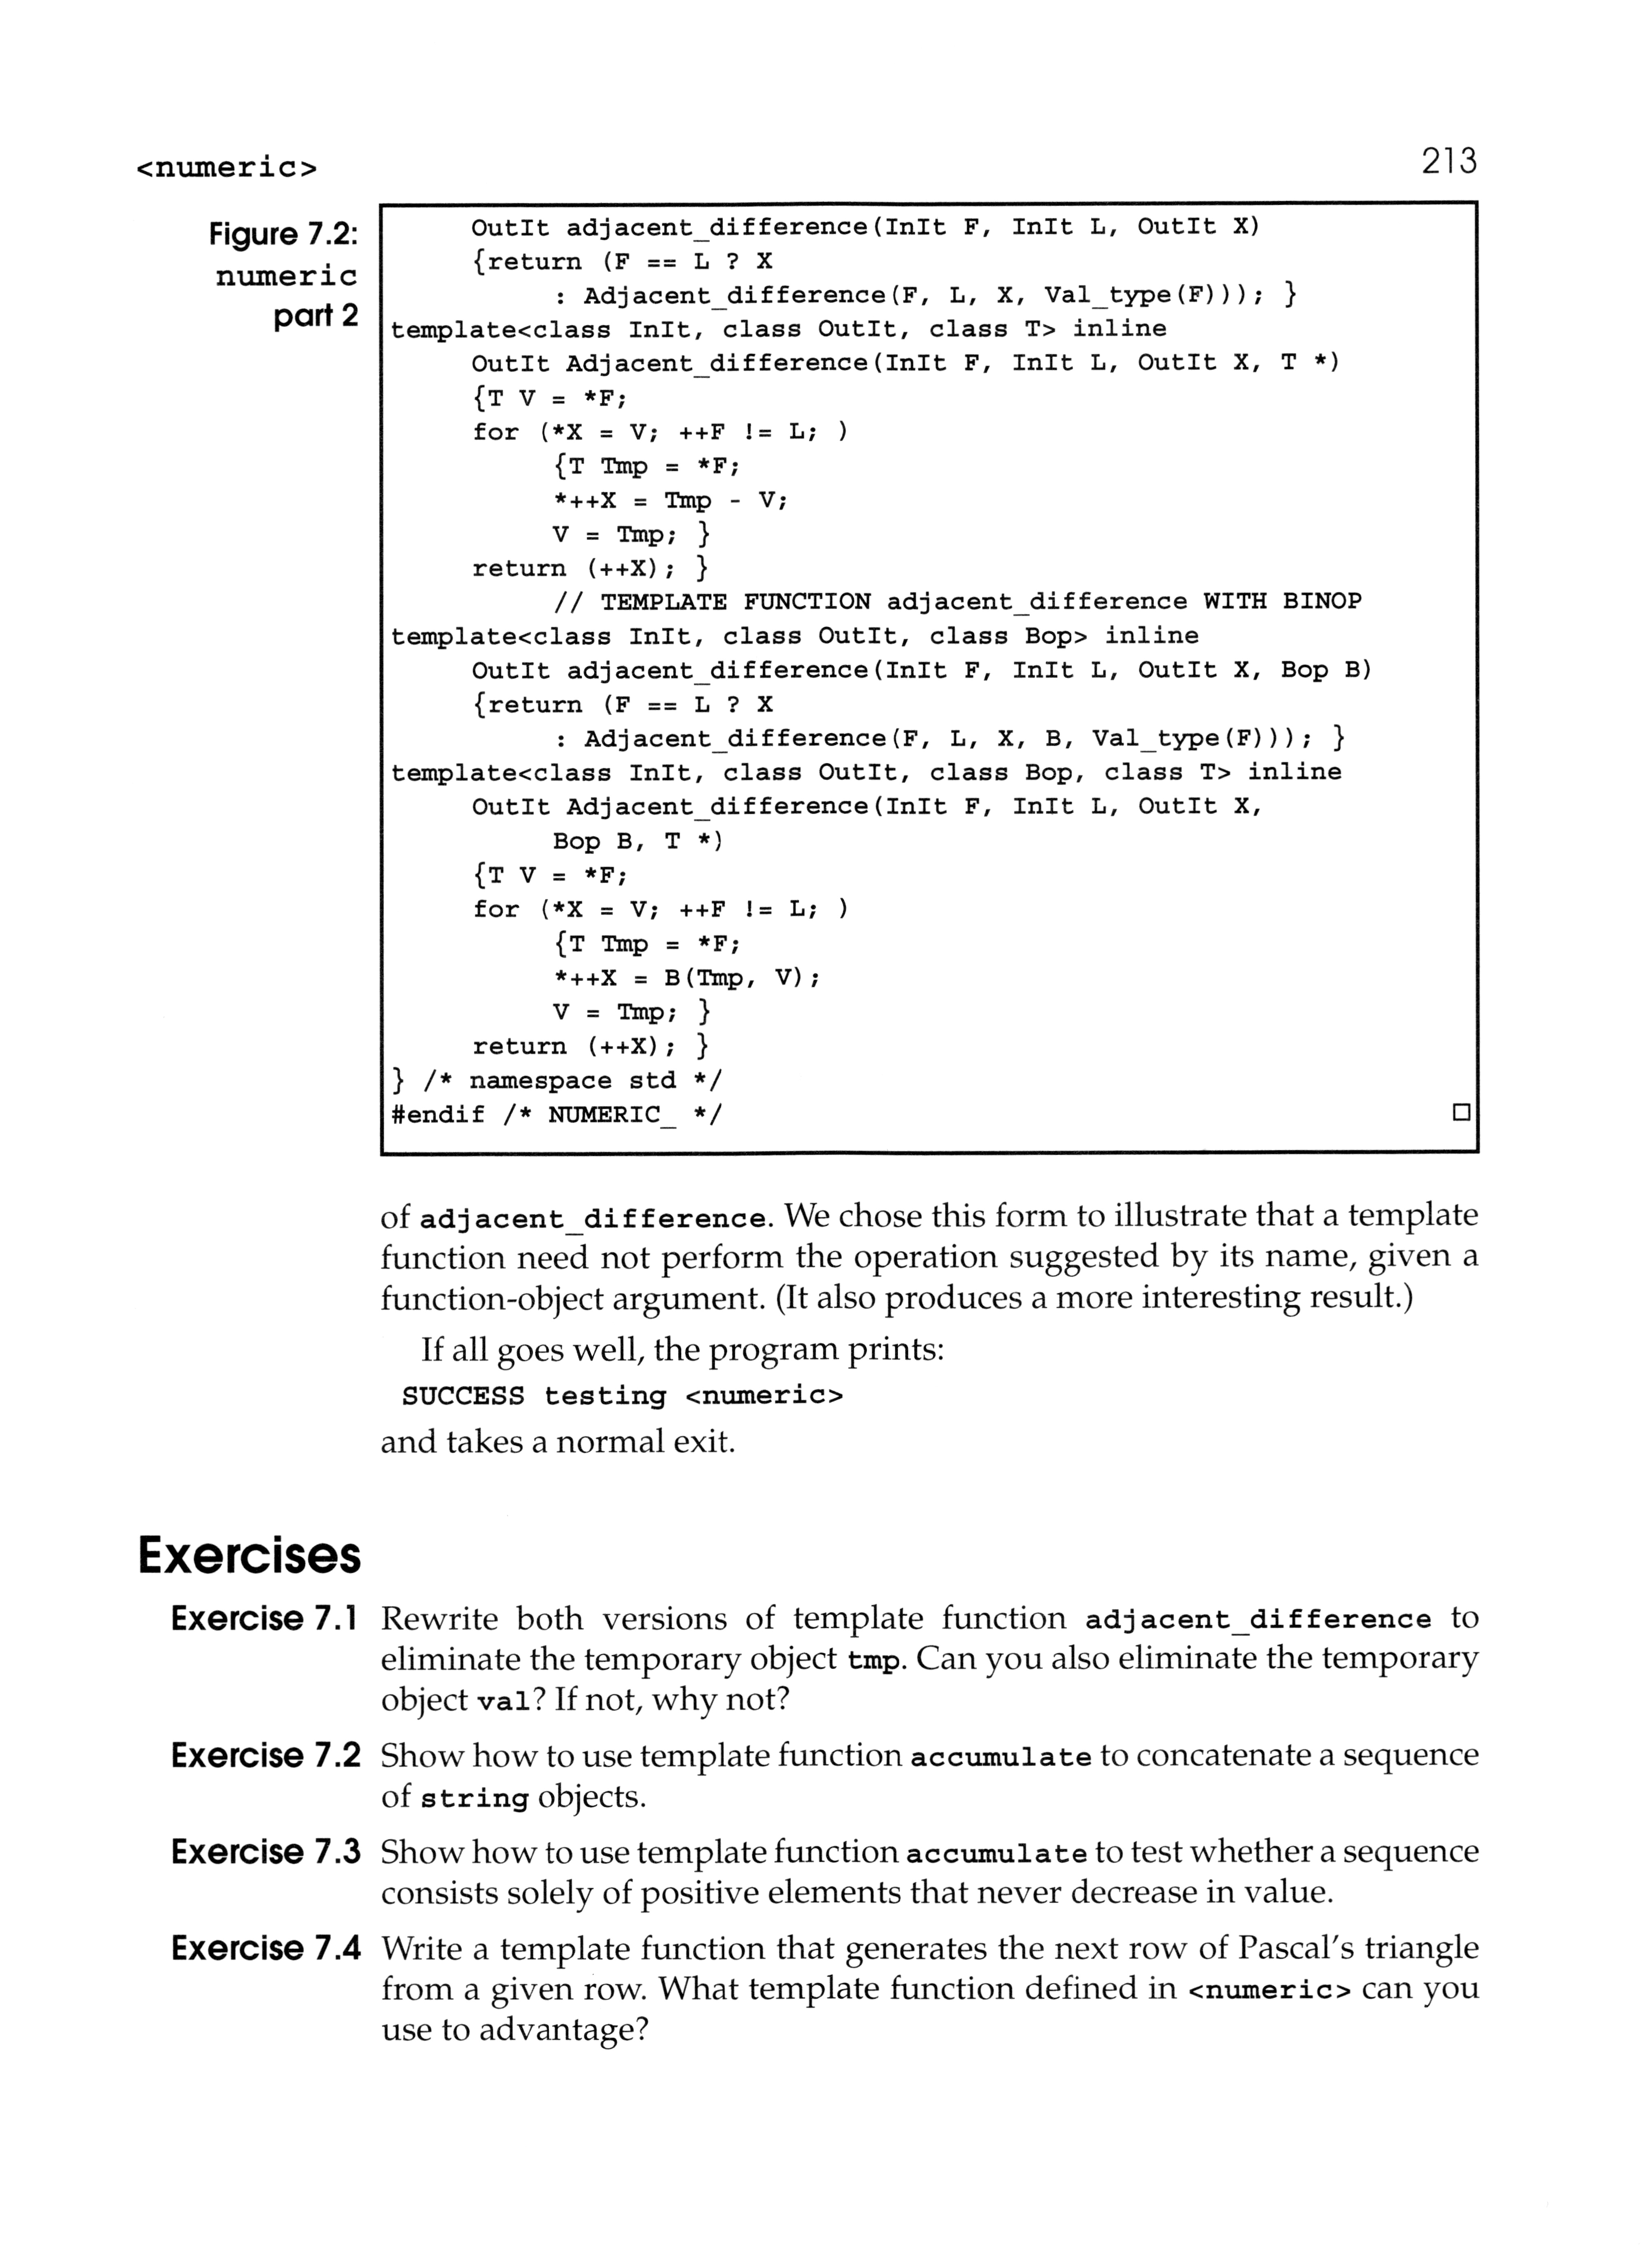 <numeric>
213
Figure 7.2:
numeric
part 2
OutIt adjacent_difference(InIt F, InIt L, OutIt X)
{return (F == L ? X
: Adjacent_difference(F, L, X, Val_type(F))); }
template<class InIt, class OutIt, class T> inline
OutIt Adjacent_difference(InIt F, InIt L, OutIt X, T *)
{T V = *F;
for (*X = V; ++F != L; )
{T Tmp = *F;
*++X = Tmp - V;
V = Tmp; }
return (++X); }
// TEMPLATE FUNCTION adjacent_difference WITH BINOP
template<class InIt, class OutIt, class Bop> inline
OutIt adjacent_difference(InIt F, InIt L, OutIt X, Bop B)
{return (F == L ? X
: Adjacent_difference(F, L, X, B, Val_type(F))); }
template<class InIt, class OutIt, class Bop, class T> inline
OutIt Adjacent_difference(InIt F, InIt L, OutIt X,
Bop B, T *)
{T V = *F;
for (*X = V; ++F != L; )
{T Tmp = *F;
*++X = B(Tmp, V);
V = Tmp; }
return (++X); }
} /* namespace std */
#endif /* NUMERIC_ */
of adjacent_difference. We chose this form to illustrate that a template
function need not perform the operation suggested by its name, given a
function-object argument. (It also produces a more interesting result.)
If all goes well, the program prints:
SUCCESS testing <numeric>
and takes a normal exit.
Exercises
Exercise 7.1 Rewrite both versions of template function adjacent_difference to
eliminate the temporary object tmp. Can you also eliminate the temporary
object val? If not, why not?
Exercise 7.2 Show how to use template function accumulate to concatenate a sequence
of string objects.
Exercise 7.3 Show how to use template function accumulate to test whether a sequence
consists solely of positive elements that never decrease in value.
Exercise 7.4 Write a template function that generates the next row of Pascal's triangle
from a given row. What template function defined in <numeric> can you
use to advantage?